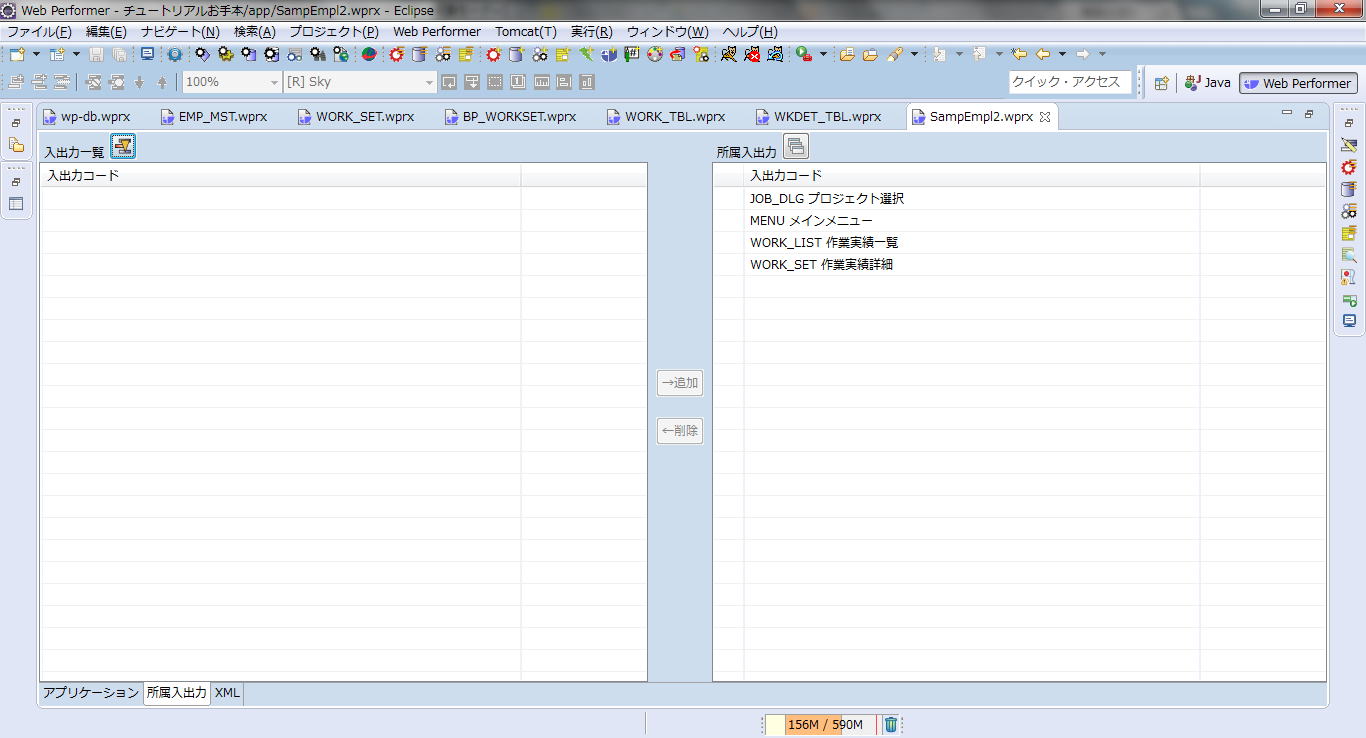 Web Performer - チュートリアルお手本/app/SampEmpl2.wprx - Eclipse
ファイル(F) 編集(E) ナビゲート(N) 検索(A) プロジェクト(P) Web Performer Tomcat(T) 実行(R) ウィンドウ(W) ヘルプ(H)
100% [R] Sky クイック・アクセス Java Web Performer
wp-db.wprx EMP_MST.wprx WORK_SET.wprx BP_WORKSET.wprx WORK_TBL.wprx WKDET_TBL.wprx SampEmpl2.wprx
入出力一覧 所属入出力
入出力コード 入出力コード
JOB_DLG プロジェクト選択
MENU メインメニュー
WORK_LIST 作業実績一覧
WORK_SET 作業実績詳細
→追加
←削除
アプリケーション 所属入出力 XML
156M / 590M